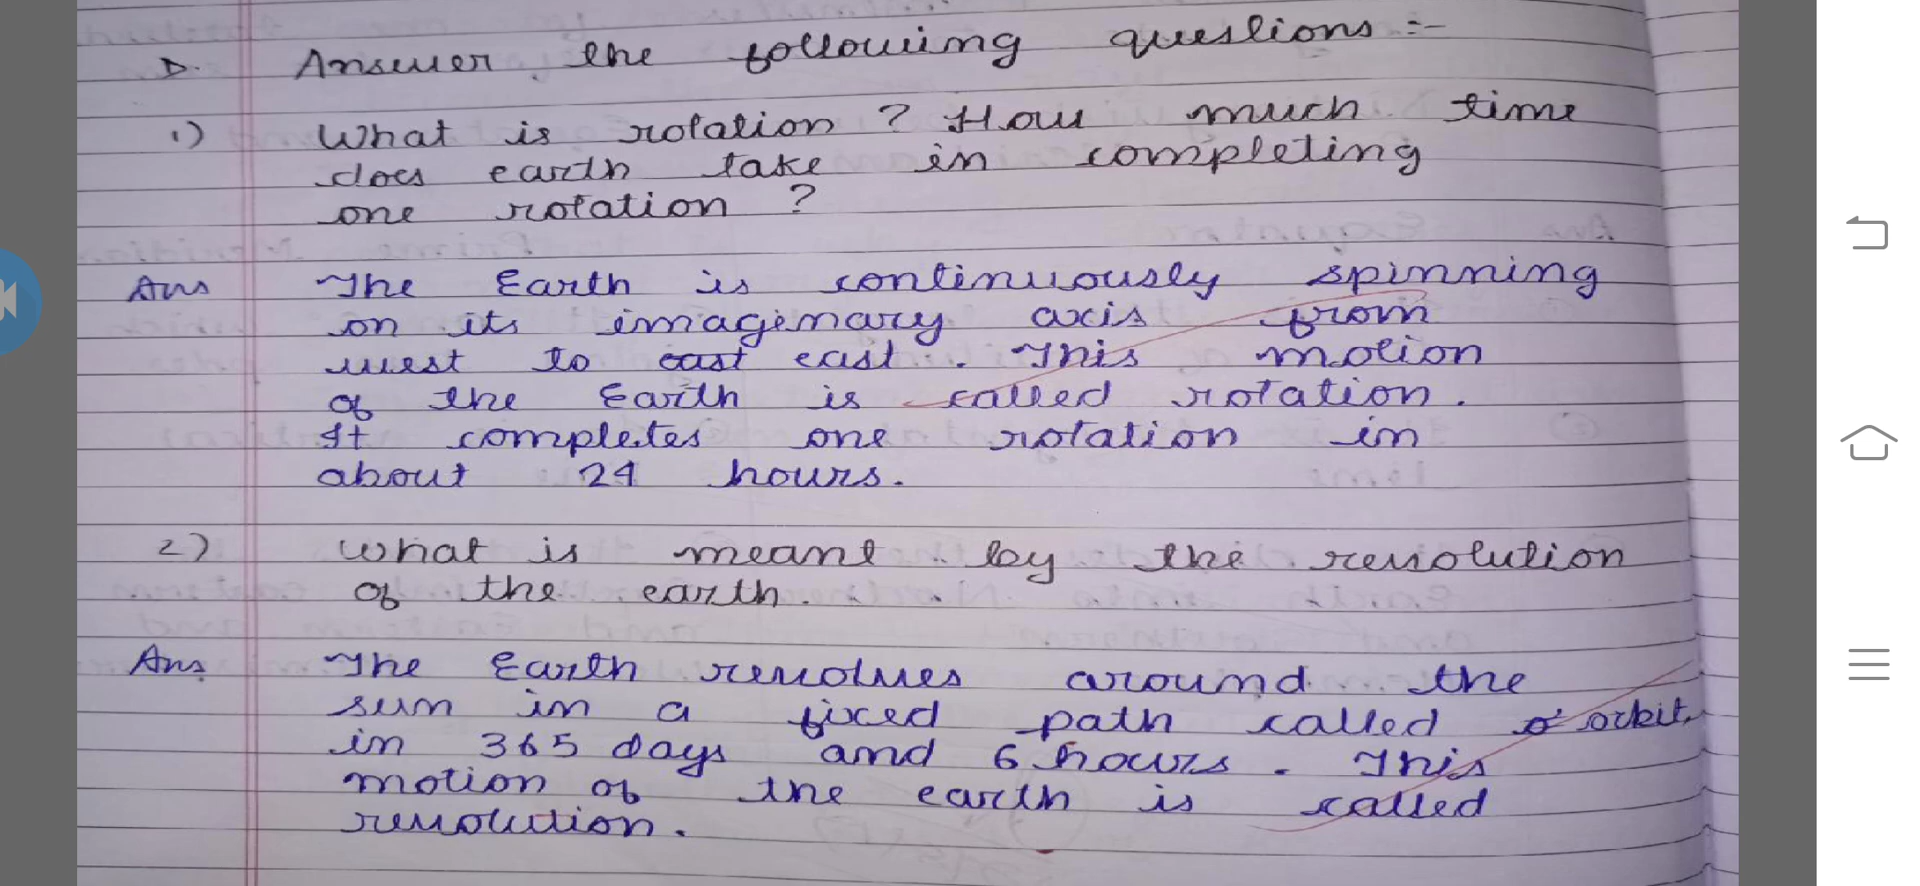 D. Answer the following questions :-
1) What is rotation ? How much time
does earth take in completing
one rotation ?
Ans The Earth is continuously spinning
on its imaginary axis from
west to east east . This motion
of the Earth is called rotation.
It completes one rotation in
about 24 hours.
2) What is meant by the revolution
of the earth.
Ans The Earth revolves around the
sun in a fixed path called o orbit,
in 365 days and 6 hours . This
motion of the earth is called
revolution.